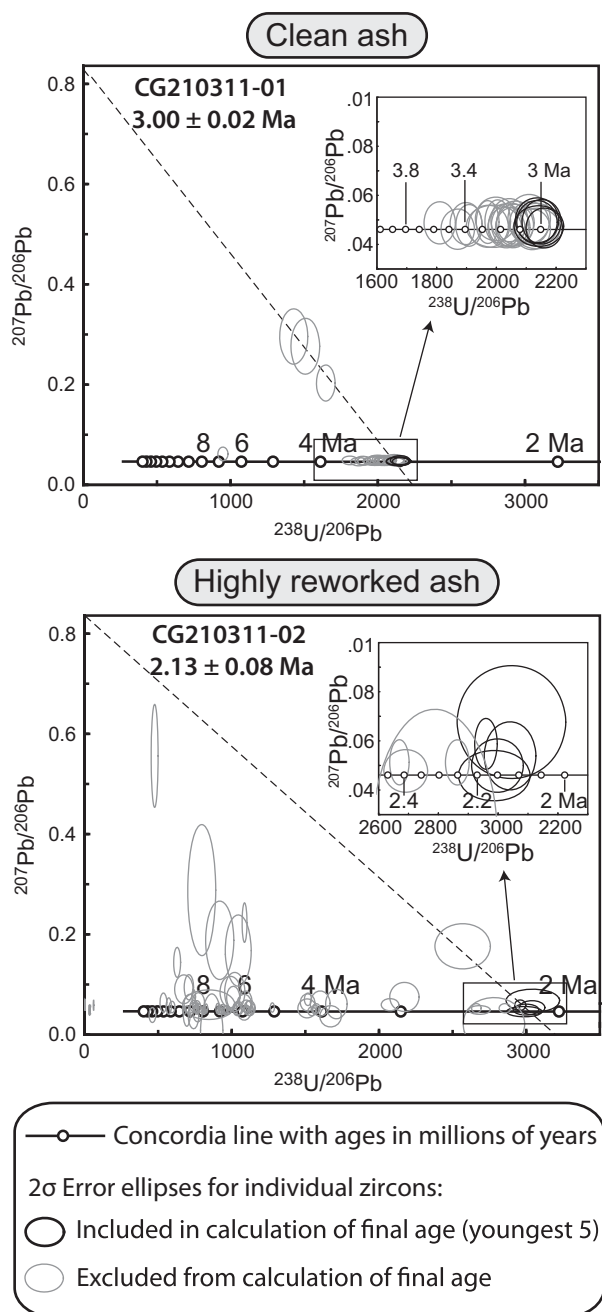 Clean ash
CG210311-01
3.00 ± 0.02 Ma
0.8
0.6
0.4
0.2
0.0
²⁰⁷Pb/²⁰⁶Pb
8 6 4 Ma 2 Ma
0 1000 2000 3000
²³⁸U/²⁰⁶Pb
.01
.08
.06
.04
²⁰⁷Pb/²⁰⁶Pb
3.8 3.4 3 Ma
1600 1800 2000 2200
²³⁸U/²⁰⁶Pb
Highly reworked ash
CG210311-02
2.13 ± 0.08 Ma
0.8
0.6
0.4
0.2
0.0
²⁰⁷Pb/²⁰⁶Pb
8 6 4 Ma 2 Ma
0 1000 2000 3000
²³⁸U/²⁰⁶Pb
.01
.08
.06
.04
²⁰⁷Pb/²⁰⁶Pb
2.4 2.2 2 Ma
2600 2800 3000 2200
²³⁸U/²⁰⁶Pb
Concordia line with ages in millions of years
2σ Error ellipses for individual zircons:
Included in calculation of final age (youngest 5)
Excluded from calculation of final age